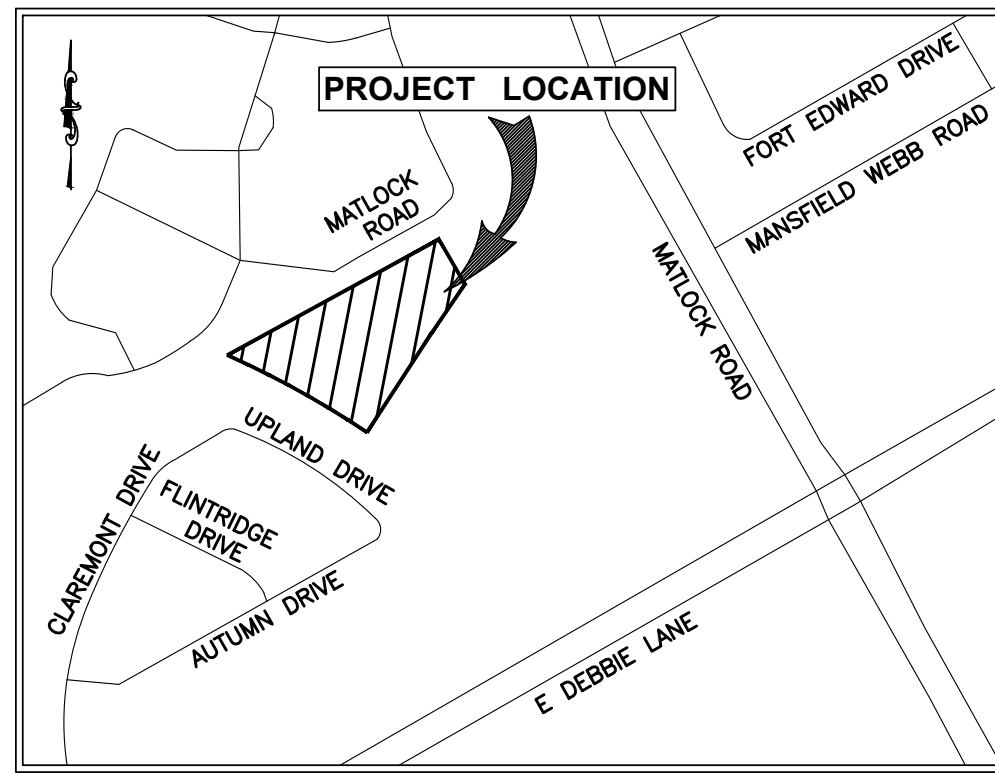 PROJECT LOCATION
FORT EDWARD DRIVE
MANSFIELD WEBB ROAD
MATLOCK
ROAD
MATLOCK ROAD
UPLAND DRIVE
CLAREMONT DRIVE
FLINTRIDGE
DRIVE
AUTUMN DRIVE
E DEBBIE LANE